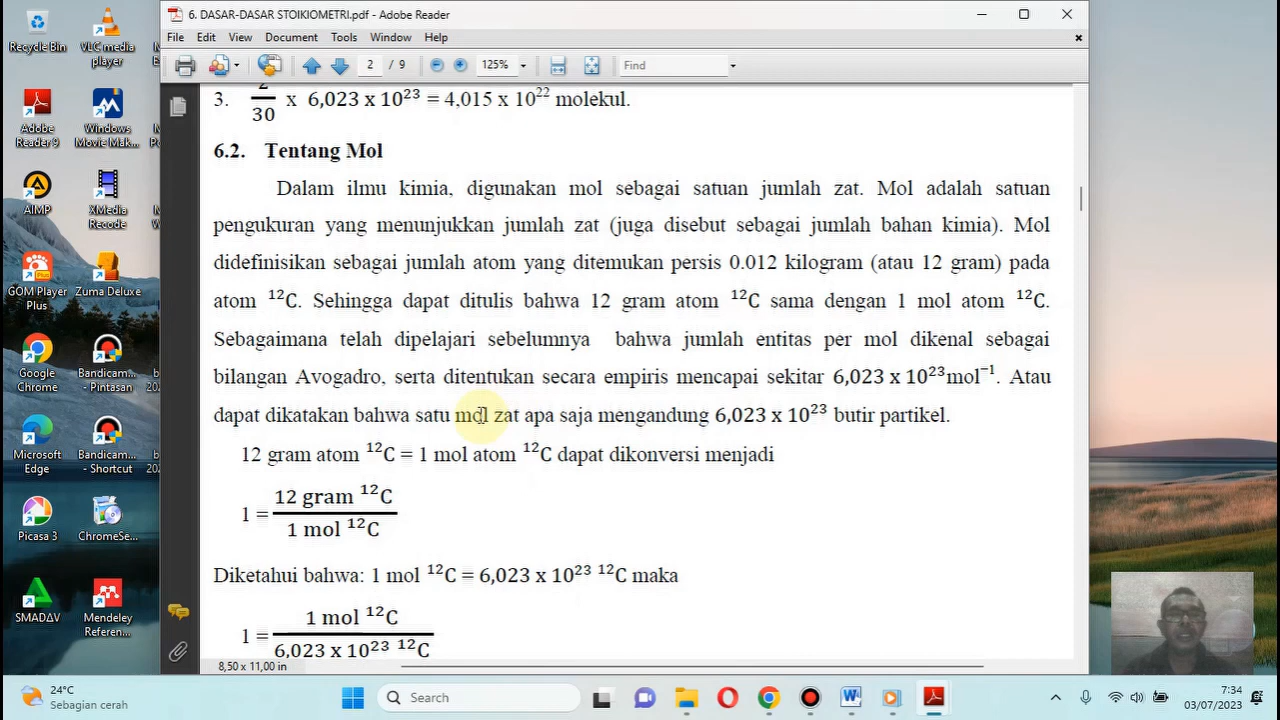 6. DASAR-DASAR STOIKIOMETRI.pdf - Adobe Reader
File Edit View Document Tools Window Help
2 / 9 125% Find
3. 2/30 x 6,023 x 10²³ = 4,015 x 10²² molekul.
6.2. Tentang Mol
Dalam ilmu kimia, digunakan mol sebagai satuan jumlah zat. Mol adalah satuan
pengukuran yang menunjukkan jumlah zat (juga disebut sebagai jumlah bahan kimia). Mol
didefinisikan sebagai jumlah atom yang ditemukan persis 0.012 kilogram (atau 12 gram) pada
atom ¹²C. Sehingga dapat ditulis bahwa 12 gram atom ¹²C sama dengan 1 mol atom ¹²C.
Sebagaimana telah dipelajari sebelumnya bahwa jumlah entitas per mol dikenal sebagai
bilangan Avogadro, serta ditentukan secara empiris mencapai sekitar 6,023 x 10²³mol⁻¹. Atau
dapat dikatakan bahwa satu mol zat apa saja mengandung 6,023 x 10²³ butir partikel.
12 gram atom ¹²C = 1 mol atom ¹²C dapat dikonversi menjadi
1 = 12 gram ¹²C / 1 mol ¹²C
Diketahui bahwa: 1 mol ¹²C = 6,023 x 10²³ ¹²C maka
1 = 1 mol ¹²C / 6,023 x 10²³ ¹²C
8,50 x 11,00 in
Recycle Bin
VLC media
player
Adobe
Reader 9
Windows
Movie Mak...
AIMP
XMedia
Recode
GOM Player
Plus
Zuma Deluxe
Google
Chrome
Bandicam...
- Pintasan
Microsoft
Edge
Bandicam...
- Shortcut
Picasa 3
ChromeSe...
SMADAV
Mendeley
Referen...
24°C
Sebagian cerah
Search
7:34
03/07/2023